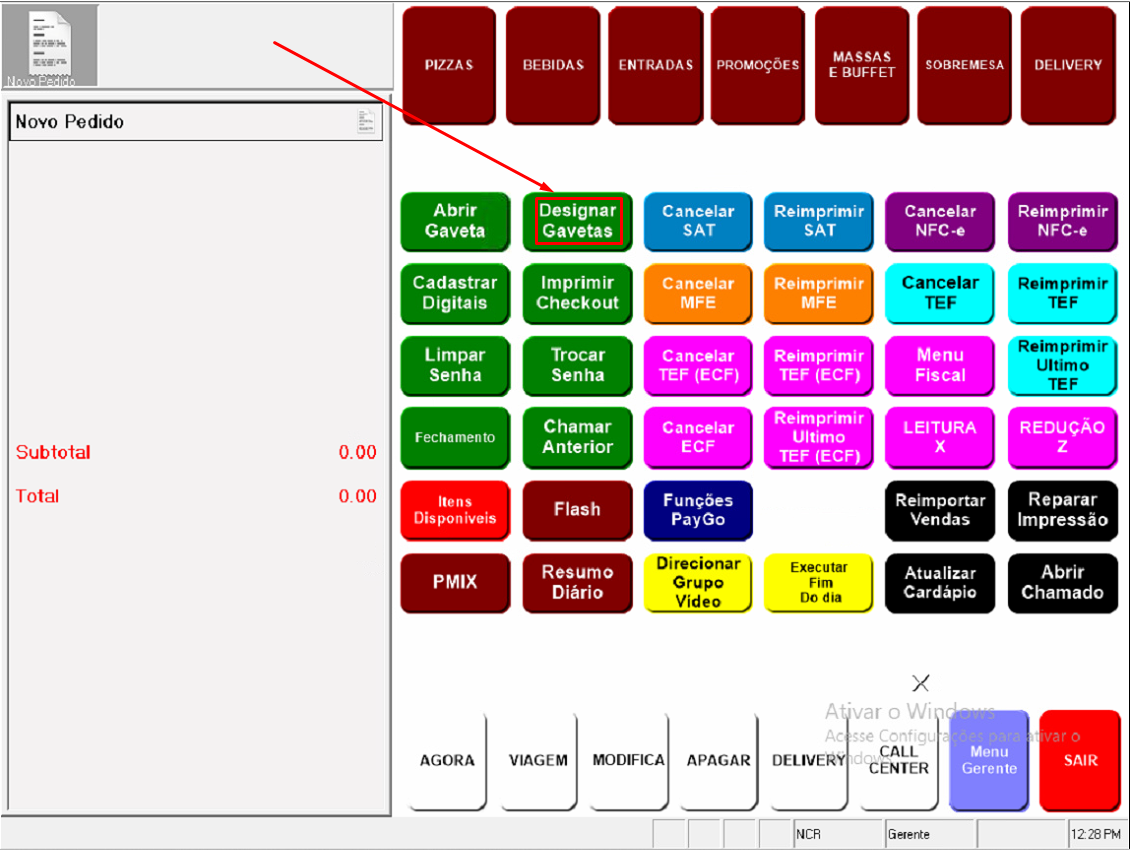 Novo Pedido
Novo Pedido
Subtotal 0.00
Total 0.00
PIZZAS
BEBIDAS
ENTRADAS
PROMOÇÕES
MASSAS
E BUFFET
SOBREMESA
DELIVERY
Abrir
Gaveta
Designar
Gavetas
Cancelar
SAT
Reimprimir
SAT
Cancelar
NFC-e
Reimprimir
NFC-e
Cadastrar
Digitais
Imprimir
Checkout
Cancelar
MFE
Reimprimir
MFE
Cancelar
TEF
Reimprimir
TEF
Limpar
Senha
Trocar
Senha
Cancelar
TEF (ECF)
Reimprimir
TEF (ECF)
Menu
Fiscal
Reimprimir
Ultimo
TEF
Fechamento
Chamar
Anterior
Cancelar
ECF
Reimprimir
Ultimo
TEF (ECF)
LEITURA
X
REDUÇÃO
Z
Itens
Disponiveis
Flash
Funções
PayGo
Reimportar
Vendas
Reparar
Impressão
PMIX
Resumo
Diário
Direcionar
Grupo
Vídeo
Executar
Fim
Do dia
Atualizar
Cardápio
Abrir
Chamado
Ativar o Windows
Acesse Configurações para ativar o
Windows.
AGORA
VIAGEM
MODIFICA
APAGAR
DELIVERY
CALL
CENTER
Menu
Gerente
SAIR
NCR
Gerente
12:28 PM